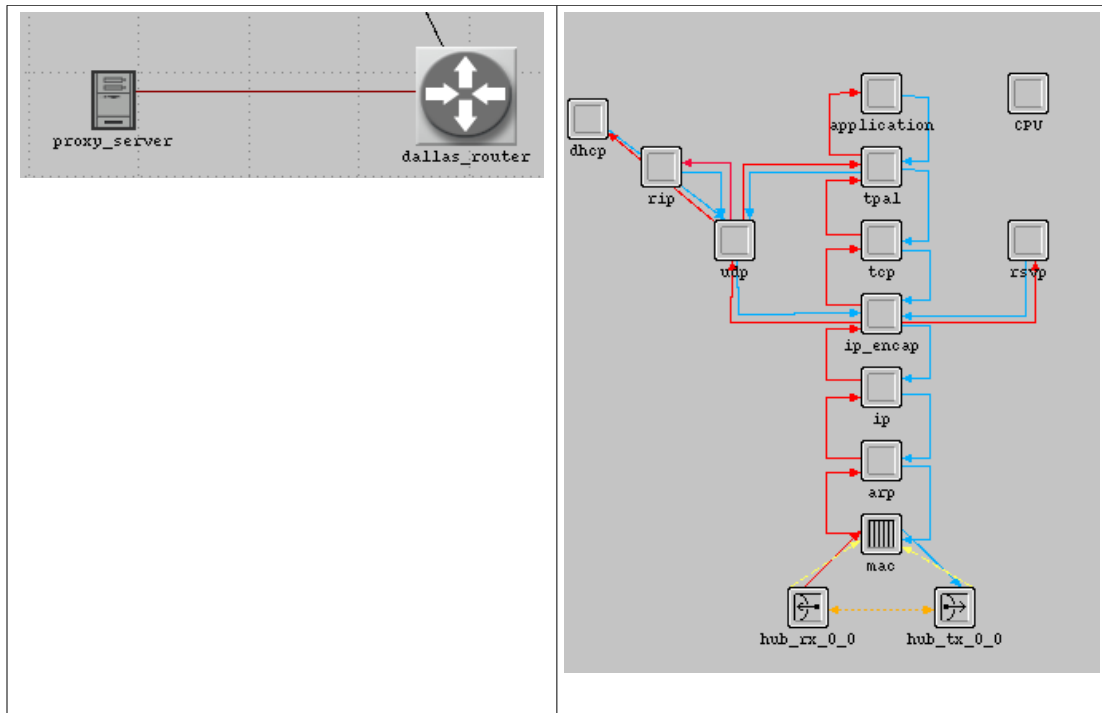 proxy_server
dallas_router
dhcp
rip
udp
application
tpal
tcp
ip_encap
ip
arp
mac
hub_rx_0_0
hub_tx_0_0
CPU
rsvp